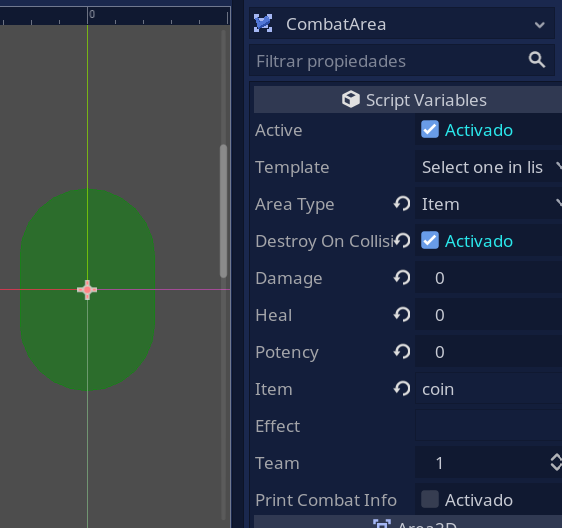 0
CombatArea
Filtrar propiedades
Script Variables
Active Activado
Template Select one in lis
Area Type Item
Destroy On Collisi Activado
Damage 0
Heal 0
Potency 0
Item coin
Effect
Team 1
Print Combat Info Activado
Area2D